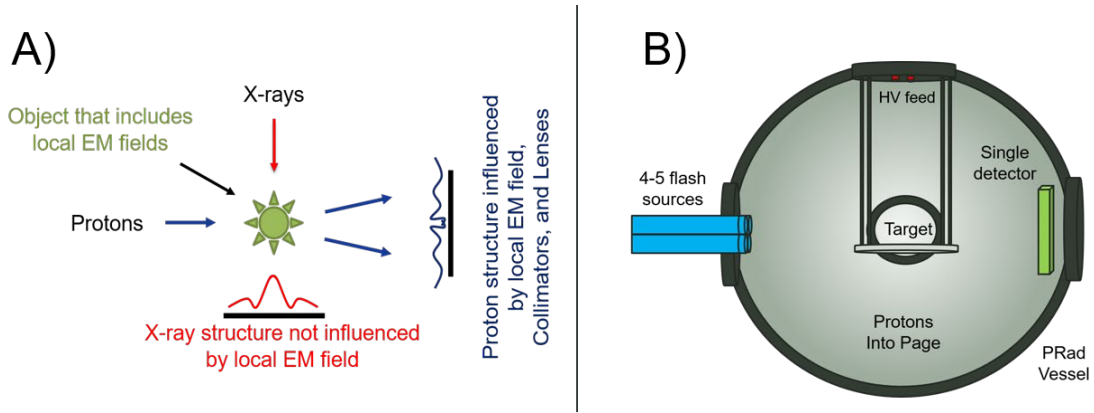 A)
X-rays
Object that includes
local EM fields
Protons
X-ray structure not influenced
by local EM field
Proton structure influenced
by local EM field,
Collimators, and Lenses
B)
HV feed
Single
detector
4-5 flash
sources
Target
Protons
Into Page
PRad
Vessel